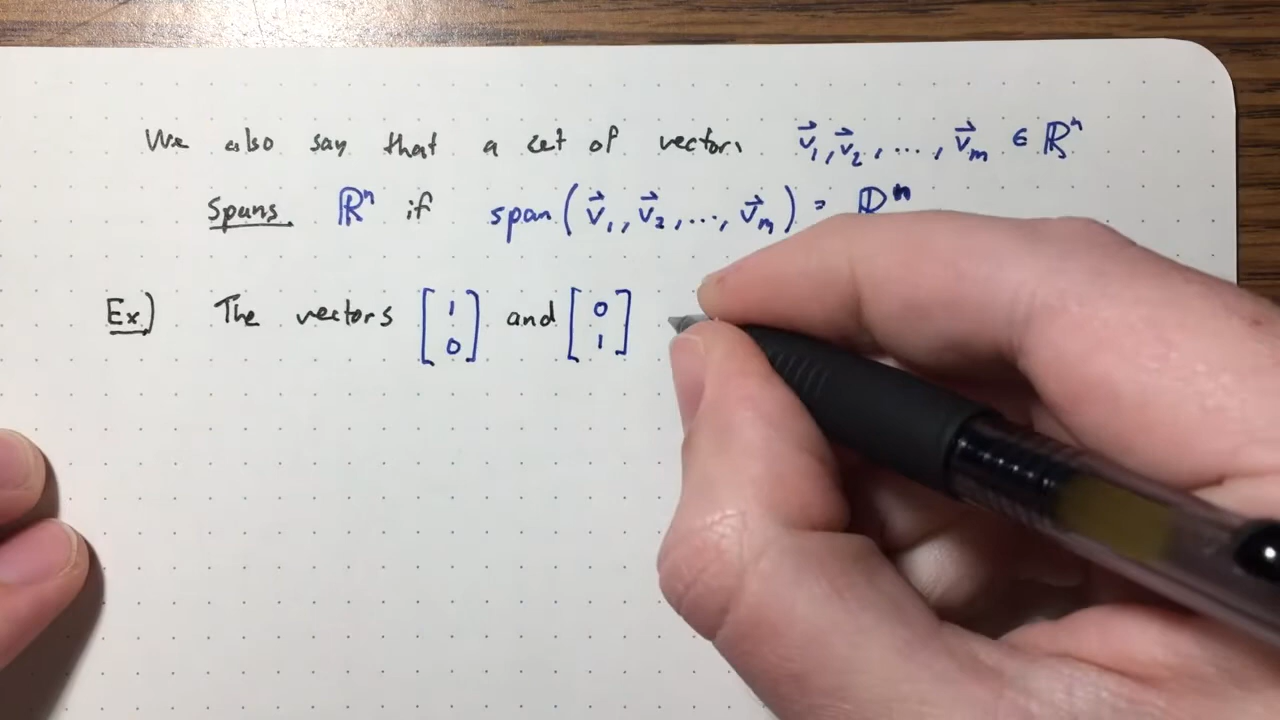 We also say that a set of vectors v⃗₁, v⃗₂, ..., v⃗ₘ ∈ ℝⁿ
Spans ℝⁿ if span(v⃗₁, v⃗₂, ..., v⃗ₘ) = ℝⁿ
Ex.) The vectors [1 0] and [0 1]